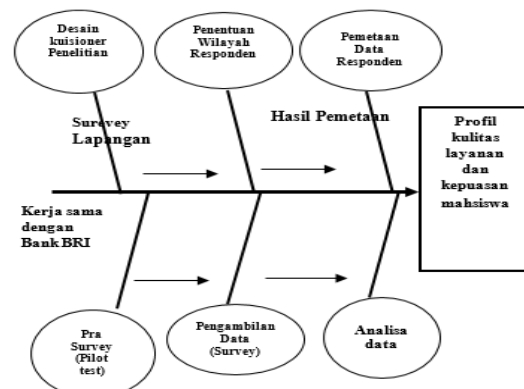 Desain
kuisioner
Penelitian
Penentuan
Wilayah
Responden
Pemetaan
Data
Responden
Survey
Lapangan
Hasil Pemetaan
Profil
kulitas
layanan
dan
kepuasan
mahsiswa
Kerja sama
dengan
Bank BRI
Pra
Survey
(Pilot
test)
Pengambilan
Data
(Survey)
Analisa
data